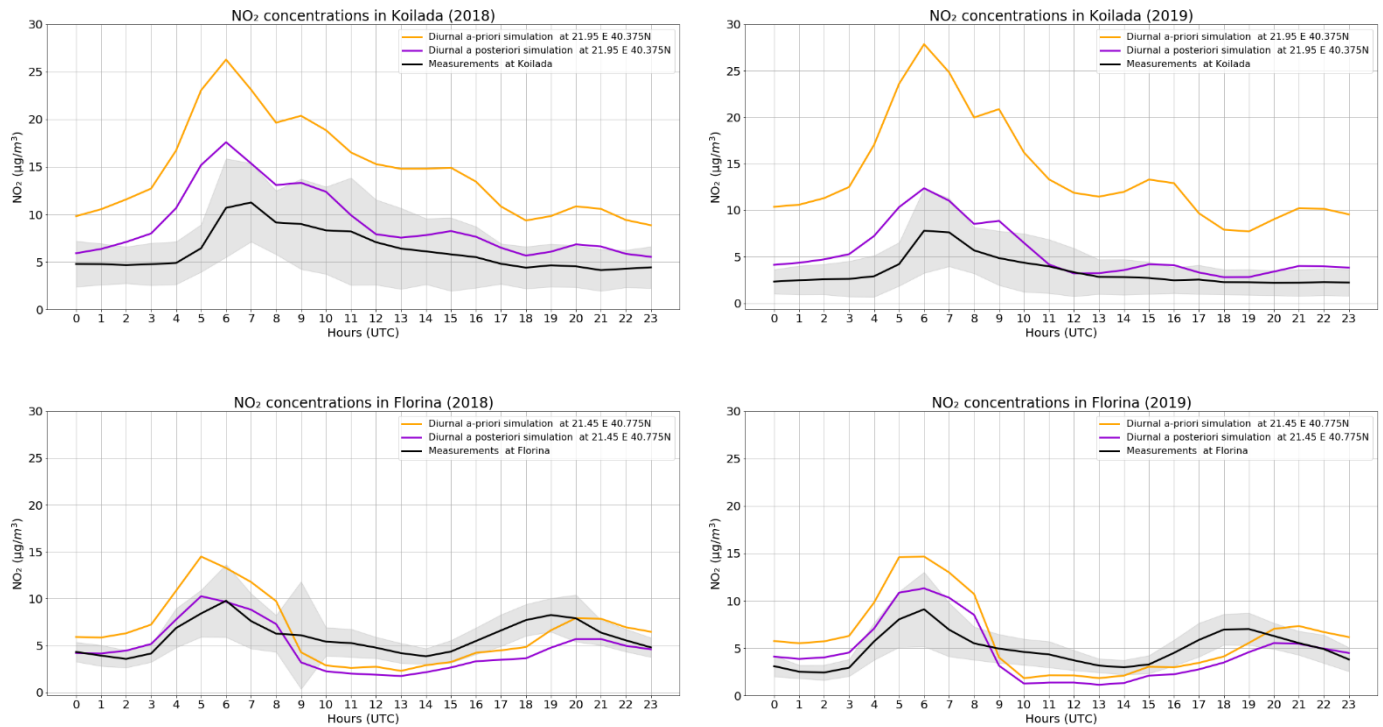 NO₂ concentrations in Koilada (2018)
30
25
20
15
10
5
0
NO₂ (µg/m³)
Diurnal a-priori simulation at 21.95 E 40.375N
Diurnal a posteriori simulation at 21.95 E 40.375N
Measurements at Koilada
0 1 2 3 4 5 6 7 8 9 10 11 12 13 14 15 16 17 18 19 20 21 22 23
Hours (UTC)
NO₂ concentrations in Koilada (2019)
30
25
20
15
10
5
0
NO₂ (µg/m³)
Diurnal a-priori simulation at 21.95 E 40.375N
Diurnal a posteriori simulation at 21.95 E 40.375N
Measurements at Koilada
0 1 2 3 4 5 6 7 8 9 10 11 12 13 14 15 16 17 18 19 20 21 22 23
Hours (UTC)
NO₂ concentrations in Florina (2018)
30
25
20
15
10
5
0
NO₂ (µg/m³)
Diurnal a-priori simulation at 21.45 E 40.775N
Diurnal a posteriori simulation at 21.45 E 40.775N
Measurements at Florina
0 1 2 3 4 5 6 7 8 9 10 11 12 13 14 15 16 17 18 19 20 21 22 23
Hours (UTC)
NO₂ concentrations in Florina (2019)
30
25
20
15
10
5
0
NO₂ (µg/m³)
Diurnal a-priori simulation at 21.45 E 40.775N
Diurnal a posteriori simulation at 21.45 E 40.775N
Measurements at Florina
0 1 2 3 4 5 6 7 8 9 10 11 12 13 14 15 16 17 18 19 20 21 22 23
Hours (UTC)